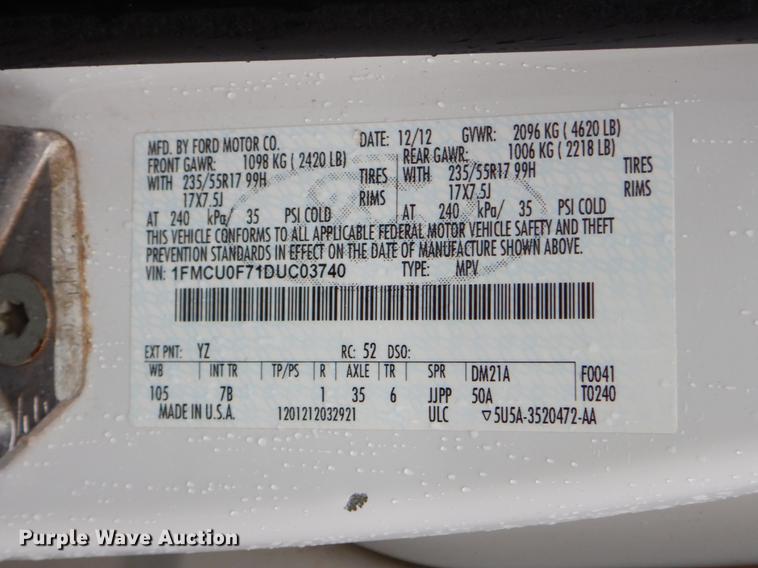 MFD. BY FORD MOTOR CO. DATE: 12/12 GVWR: 2096 KG ( 4620 LB)
FRONT GAWR: 1098 KG ( 2420 LB) REAR GAWR: 1006 KG ( 2218 LB)
WITH 235/55R17 99H TIRES WITH 235/55R17 99H TIRES
17X7.5J RIMS 17X7.5J RIMS
AT 240 kPa/ 35 PSI COLD AT 240 kPa/ 35 PSI COLD
THIS VEHICLE CONFORMS TO ALL APPLICABLE FEDERAL MOTOR VEHICLE SAFETY AND THEFT
PREVENTION STANDARDS IN EFFECT ON THE DATE OF MANUFACTURE SHOWN ABOVE.
VIN: 1FMCU0F71DUC03740 TYPE: MPV
EXT PNT: YZ RC: 52 DSO:
WB INT TR TP/PS R AXLE TR SPR DM21A F0041
105 7B 1 35 6 JJPP 50A T0240
MADE IN U.S.A. 1201212032921 ULC ▽5U5A-3520472-AA
Purple Wave Auction